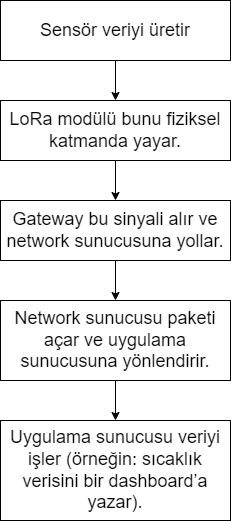 Sensör veriyi üretir
LoRa modülü bunu fiziksel
katmanda yayar.
Gateway bu sinyali alır ve
network sunucusuna yollar.
Network sunucusu paketi
açar ve uygulama
sunucusuna yönlendirir.
Uygulama sunucusu veriyi
işler (örneğin: sıcaklık
verisini bir dashboard'a
yazar).